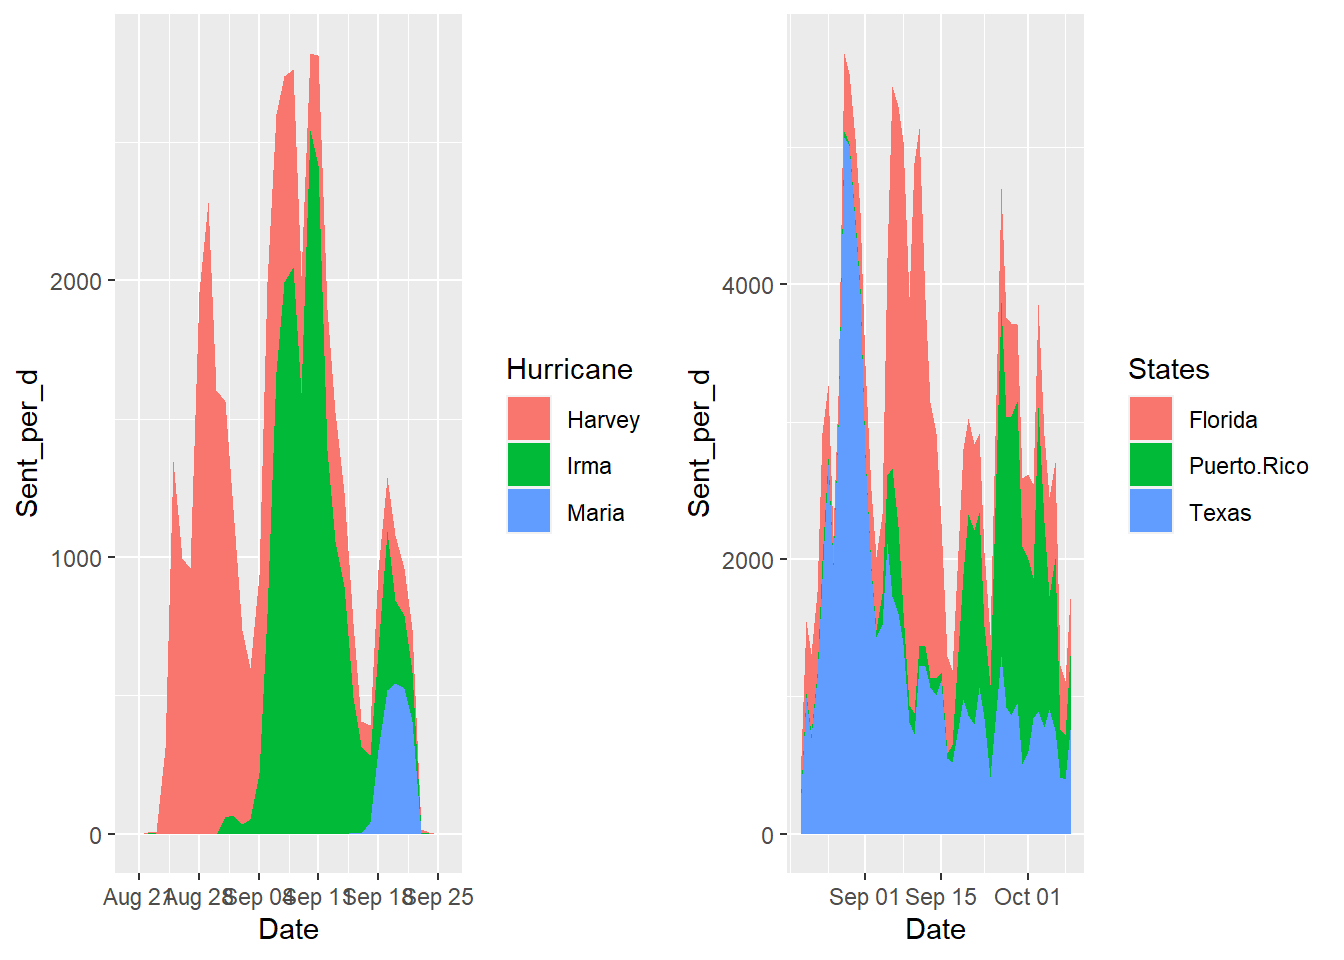 Sent_per_d
2000
1000
0
Aug 21
Aug 28
Sep 04
Sep 11
Sep 18
Sep 25
Date
Hurricane
Harvey
Irma
Maria
Sent_per_d
4000
2000
0
Sep 01
Sep 15
Oct 01
Date
States
Florida
Puerto.Rico
Texas